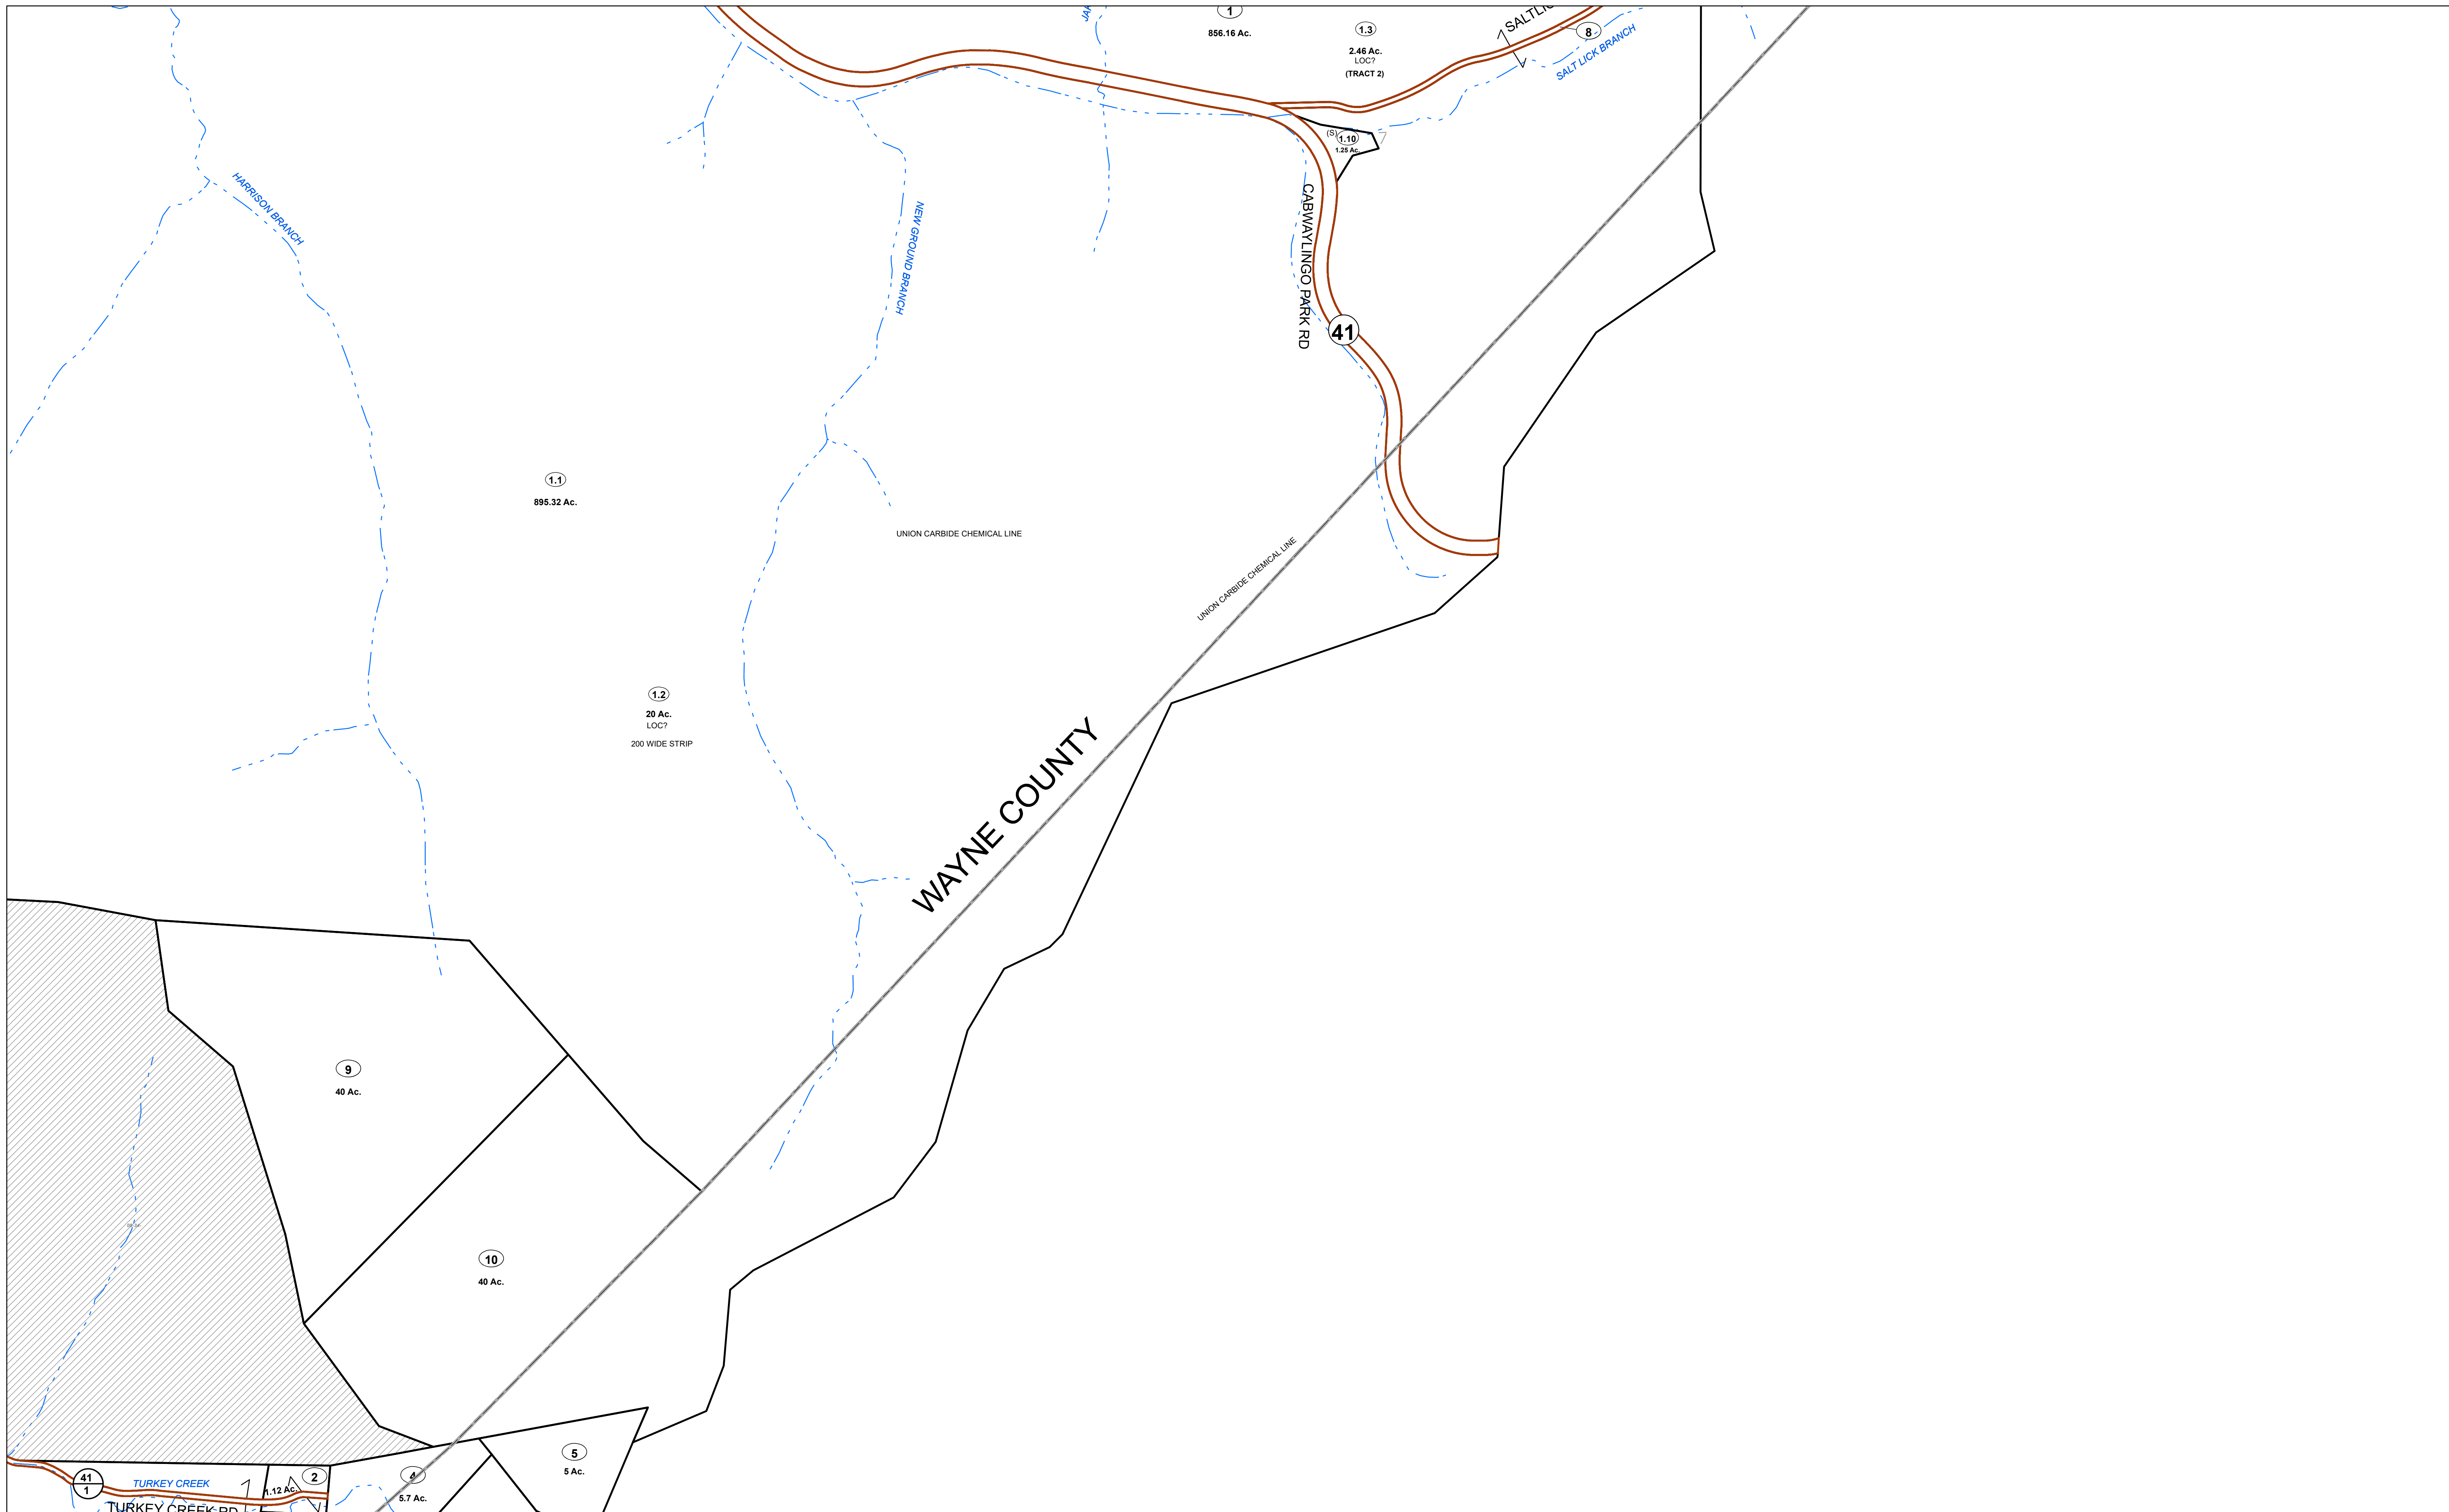 1
856.16 Ac.
1.3
2.46 Ac.
LOC?
(TRACT 2)
8
SALT LICK BRANCH
(S)
1.10
1.25 Ac.
HARRISON BRANCH
NEW GROUND BRANCH
CABWAYLINGO PARK RD
41
1.1
895.32 Ac.
UNION CARBIDE CHEMICAL LINE
UNION CARBIDE CHEMICAL LINE
1.2
20 Ac.
LOC?
200 WIDE STRIP
WAYNE COUNTY
9
40 Ac.
10
40 Ac.
5
5 Ac.
4
5.7 Ac.
2
1.12 Ac.
41
1
TURKEY CREEK
TURKEY CREEK RD